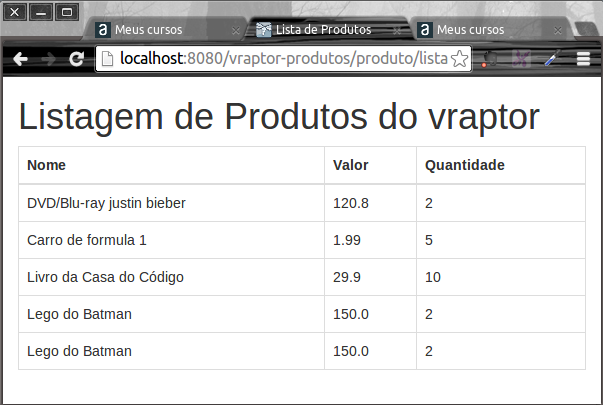 Meus cursos
Lista de Produtos
Meus cursos
localhost:8080/vraptor-produtos/produto/lista
Listagem de Produtos do vraptor
Nome Valor Quantidade
DVD/Blu-ray justin bieber 120.8 2
Carro de formula 1 1.99 5
Livro da Casa do Código 29.9 10
Lego do Batman 150.0 2
Lego do Batman 150.0 2